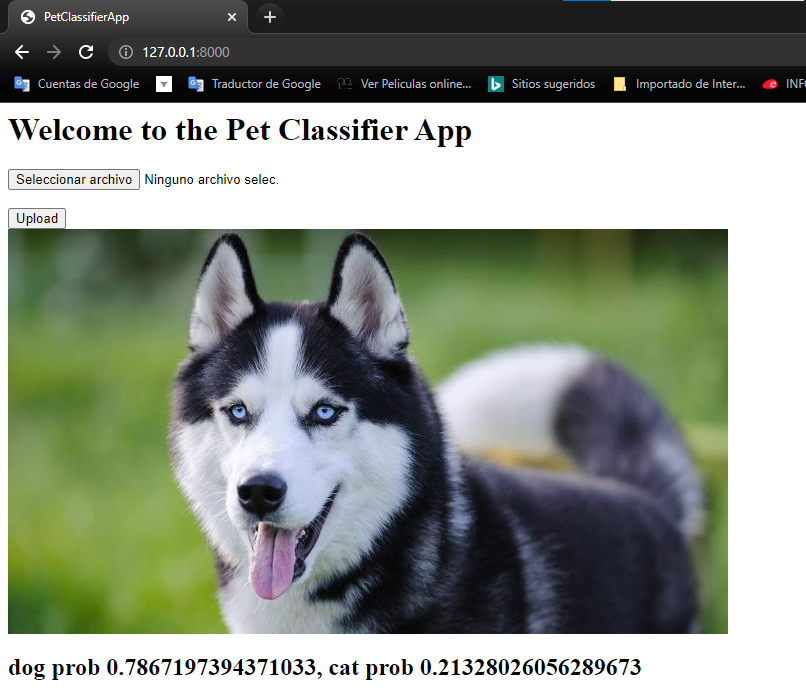 PetClassifierApp
127.0.0.1:8000
Cuentas de Google Traductor de Google Ver Peliculas online... Sitios sugeridos Importado de Inter... INFO
Welcome to the Pet Classifier App
Seleccionar archivo Ninguno archivo selec.
Upload
dog prob 0.7867197394371033, cat prob 0.21328026056289673